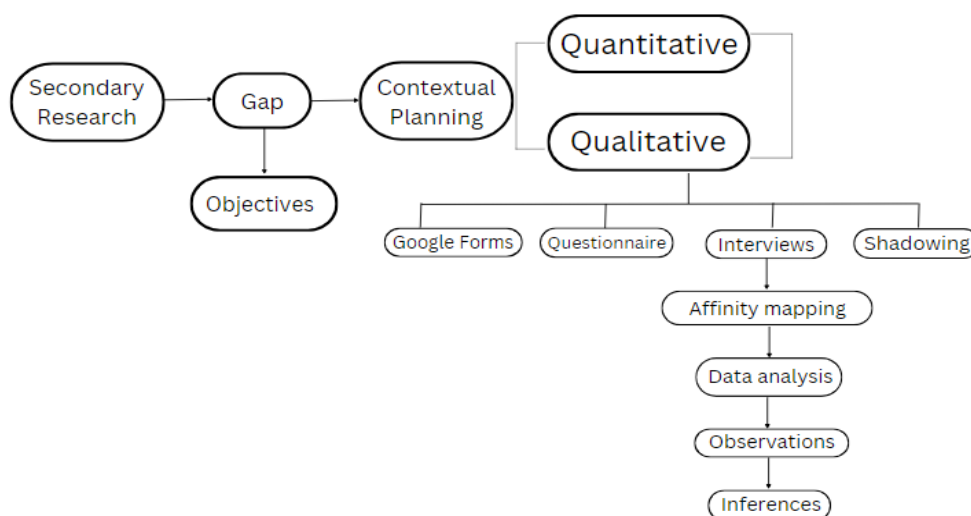 Quantitative
Secondary
Research
Gap
Contextual
Planning
Qualitative
Objectives
Google Forms
Questionnaire
Interviews
Shadowing
Affinity mapping
Data analysis
Observations
Inferences